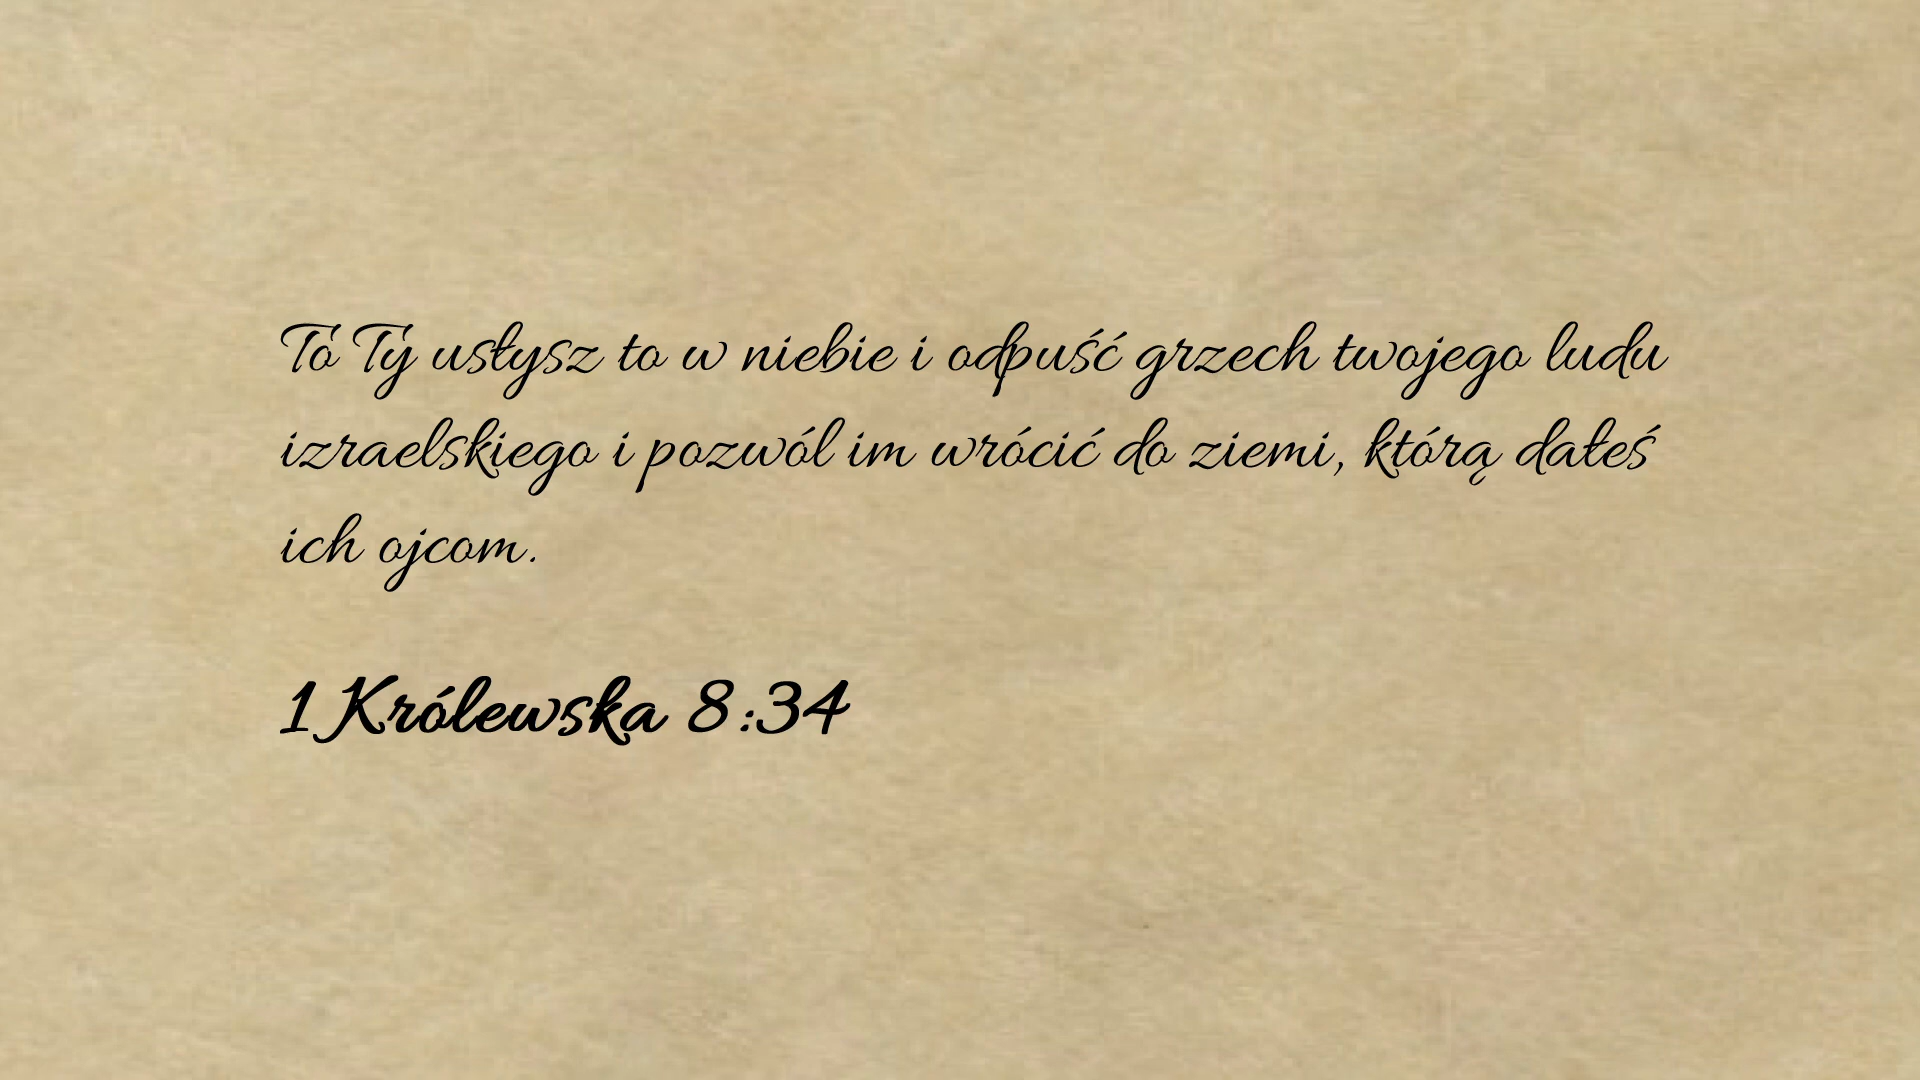 To Ty usłysz to w niebie i odpuść grzech twojego ludu
izraelskiego i pozwól im wrócić do ziemi, którą dałeś
ich ojcom.
1 Królewska 8:34